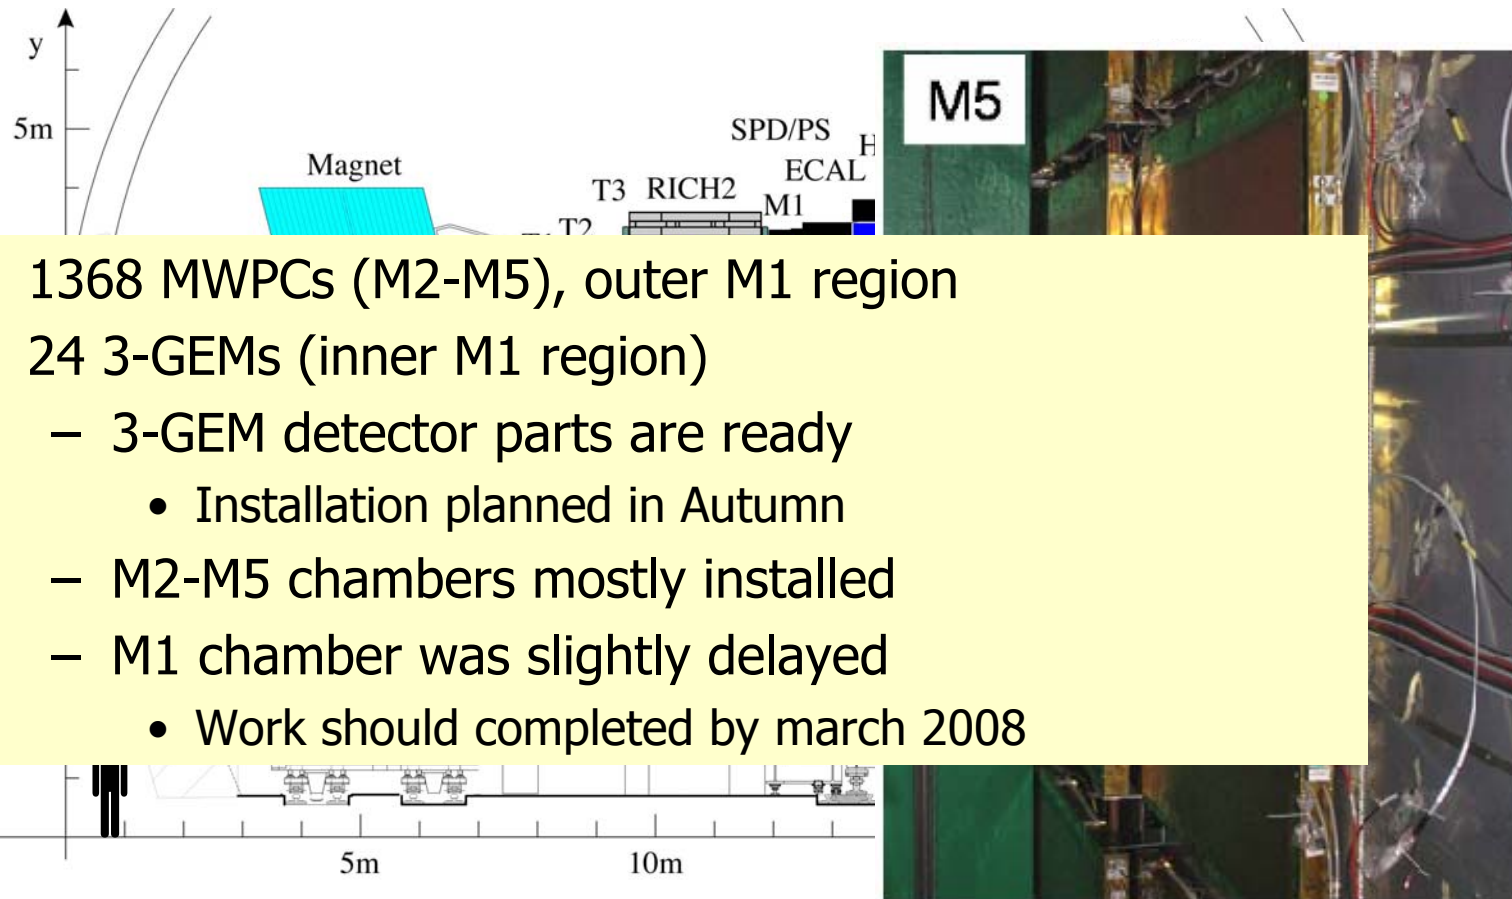 y
5m
Magnet
SPD/PS
ECAL
T3 RICH2
M1
T2
M5
1368 MWPCs (M2-M5), outer M1 region
24 3-GEMs (inner M1 region)
– 3-GEM detector parts are ready
• Installation planned in Autumn
– M2-M5 chambers mostly installed
– M1 chamber was slightly delayed
• Work should completed by march 2008
5m
10m